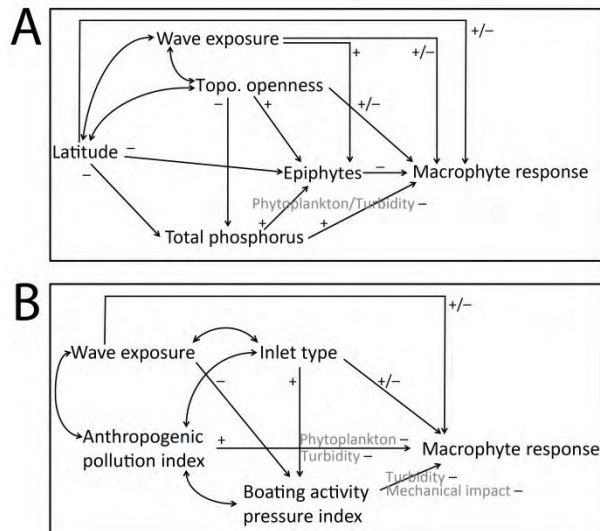 A
+/–
Wave exposure
+
+/–
Topo. openness
–
+
+/–
Latitude
–
–
Epiphytes
–
Macrophyte response
Phytoplankton/Turbidity –
+
+
Total phosphorus
B
+/–
Wave exposure
Inlet type
–
+
+/–
Anthropogenic
pollution index
+
Phytoplankton –
Turbidity –
Macrophyte response
Boating activity
pressure index
Turbidity –
Mechanical impact –